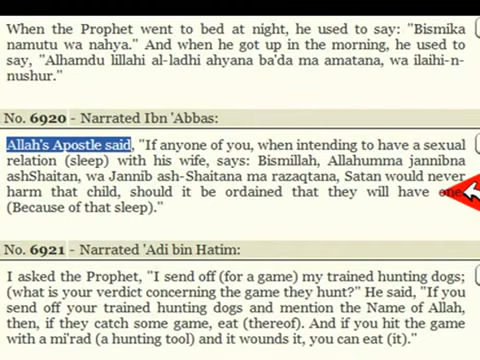 When the Prophet went to bed at night, he used to say: "Bismika
namutu wa nahya." And when he got up in the morning, he used to
say, "Alhamdu lillahi al-ladhi ahyana ba'da ma amatana, wa ilaihi-n-
nushur."
No. 6920 - Narrated Ibn 'Abbas:
Allah's Apostle said, "If anyone of you, when intending to have a sexual
relation (sleep) with his wife, says: Bismillah, Allahumma jannibna
ashShaitan, wa Jannib ash-Shaitana ma razaqtana, Satan would never
harm that child, should it be ordained that they will have one.
(Because of that sleep)."
No. 6921 - Narrated 'Adi bin Hatim:
I asked the Prophet, "I send off (for a game) my trained hunting dogs;
(what is your verdict concerning the game they hunt?" He said, "If you
send off your trained hunting dogs and mention the Name of Allah,
then, if they catch some game, eat (thereof). And if you hit the game
with a mi'rad (a hunting tool) and it wounds it, you can eat (it)."